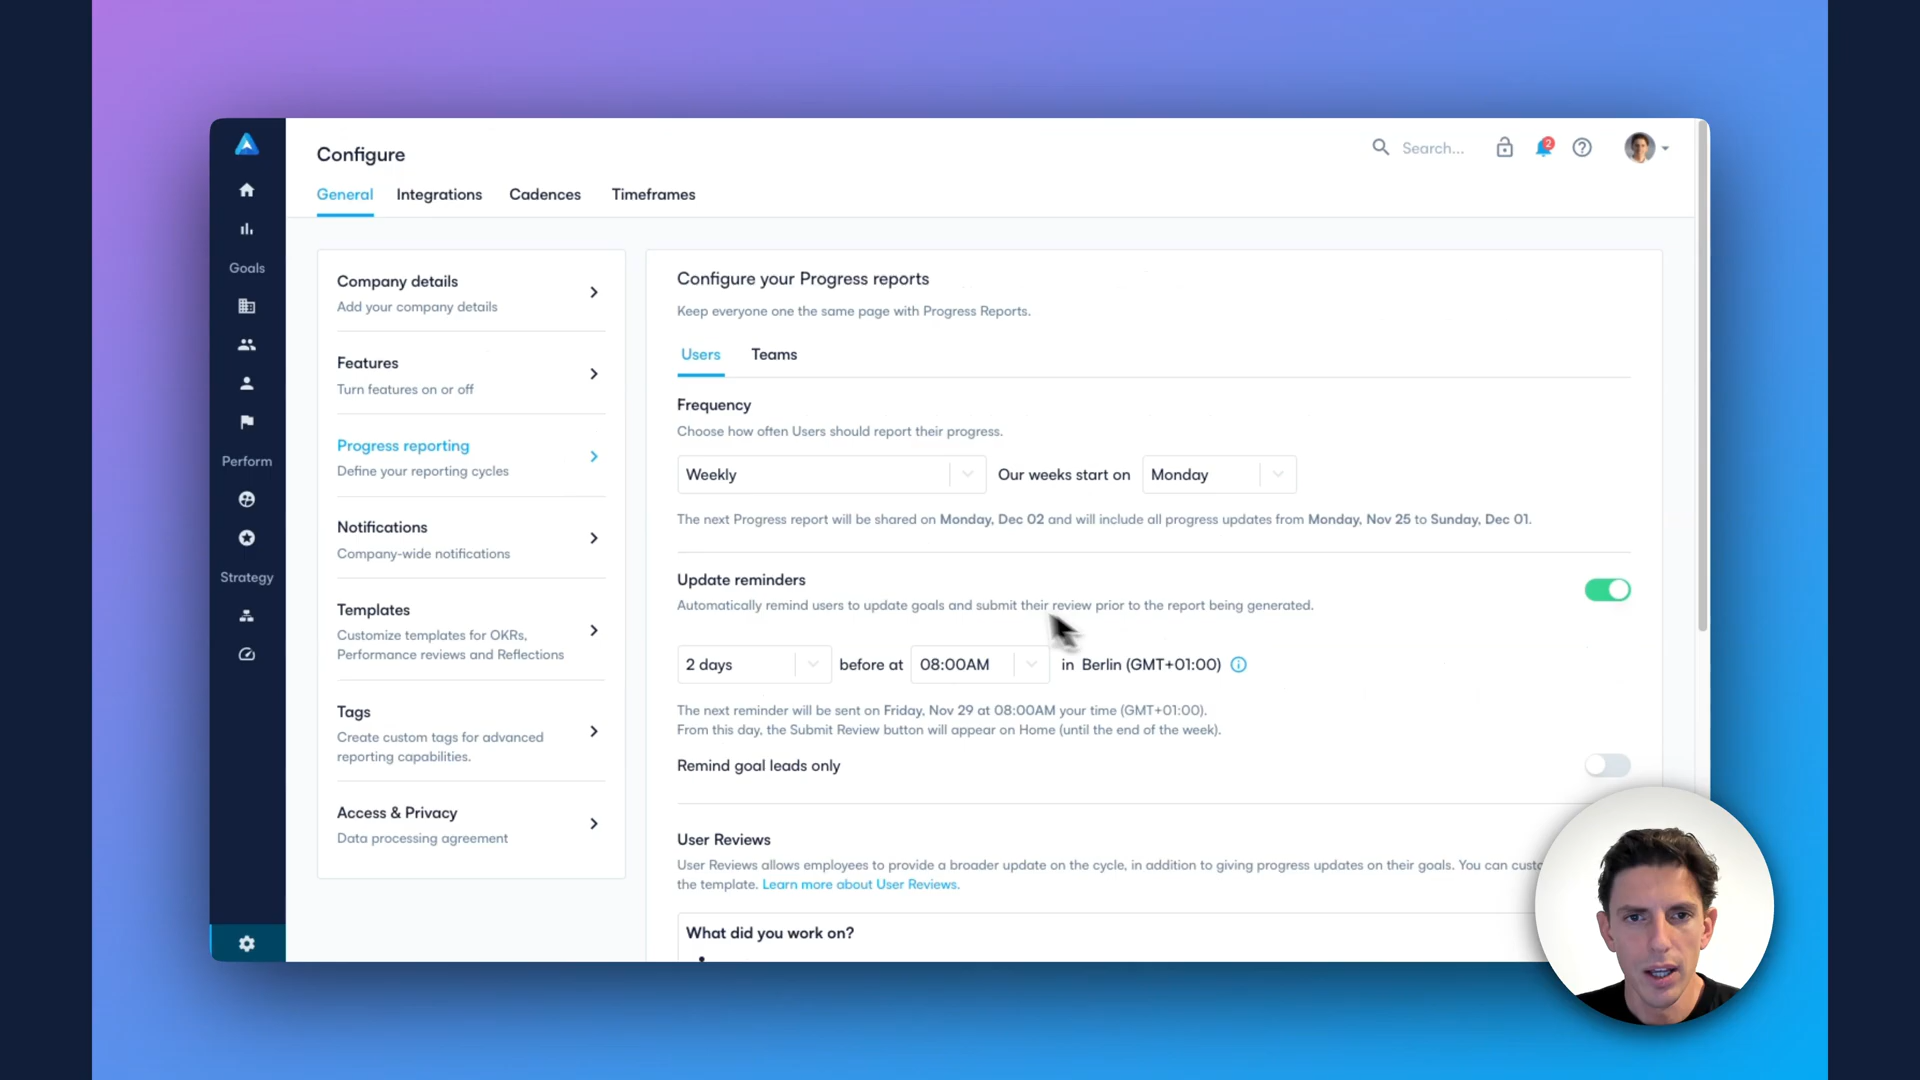 Configure
Search...
2
General
Integrations
Cadences
Timeframes
Goals
Perform
Strategy
Company details
Add your company details
Features
Turn features on or off
Progress reporting
Define your reporting cycles
Notifications
Company-wide notifications
Templates
Customize templates for OKRs,
Performance reviews and Reflections
Tags
Create custom tags for advanced
reporting capabilities.
Access & Privacy
Data processing agreement
Configure your Progress reports
Keep everyone one the same page with Progress Reports.
Users
Teams
Frequency
Choose how often Users should report their progress.
Weekly
Our weeks start on
Monday
The next Progress report will be shared on Monday, Dec 02 and will include all progress updates from Monday, Nov 25 to Sunday, Dec 01.
Update reminders
Automatically remind users to update goals and submit their review prior to the report being generated.
2 days
before at
08:00AM
in Berlin (GMT+01:00)
The next reminder will be sent on Friday, Nov 29 at 08:00AM your time (GMT+01:00).
From this day, the Submit Review button will appear on Home (until the end of the week).
Remind goal leads only
User Reviews
User Reviews allows employees to provide a broader update on the cycle, in addition to giving progress updates on their goals. You can custo
the template. Learn more about User Reviews.
What did you work on?